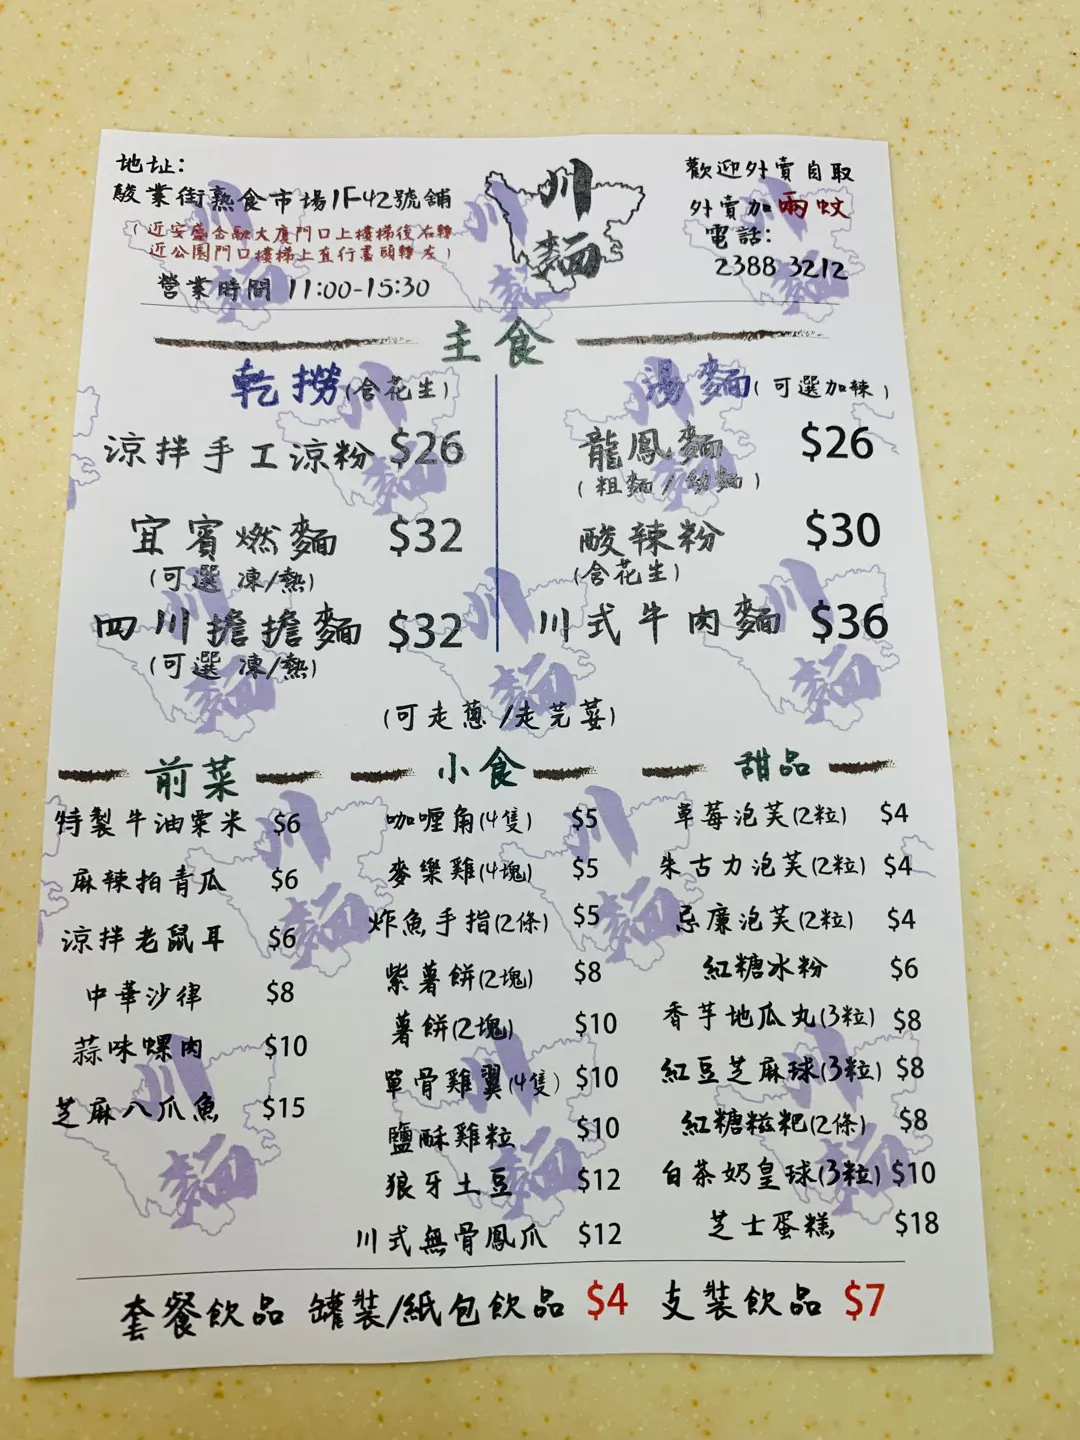 地址：
駿業街熟食市場1F42號舖
(近安盛金融大廈門口上樓梯後右轉
近公園門口樓梯上直行盡頭轉左)
營業時間 11:00-15:30
川
麵
歡迎外賣自取
外賣加兩蚊
電話：
2388 3212
主食
乾撈(含花生)
涼拌手工涼粉 $26
宜賓燃麵 $32
(可選 凍/熱)
四川擔擔麵 $32
(可選 凍/熱)
湯麵(可選加辣)
龍鳳麵 $26
(粗麵/幼麵)
酸辣粉 $30
(含花生)
川式牛肉麵 $36
(可走蔥/走芫荽)
前菜
特製牛油粟米 $6
麻辣拍青瓜 $6
涼拌老鼠耳 $6
中華沙律 $8
蒜味螺肉 $10
芝麻八爪魚 $15
小食
咖喱角(4隻) $5
麥樂雞(4塊) $5
炸魚手指(2條) $5
紫薯餅(2塊) $8
薯餅(2塊) $10
單骨雞翼(4隻) $10
鹽酥雞粒 $10
狼牙土豆 $12
川式無骨鳳爪 $12
甜品
草莓泡芙(2粒) $4
朱古力泡芙(2粒) $4
忌廉泡芙(2粒) $4
紅糖冰粉 $6
香芋地瓜丸(3粒) $8
紅豆芝麻球(3粒) $8
紅糖糍粑(2條) $8
白茶奶皇球(3粒) $10
芝士蛋糕 $18
套餐飲品 罐裝/紙包飲品 $4 支裝飲品 $7